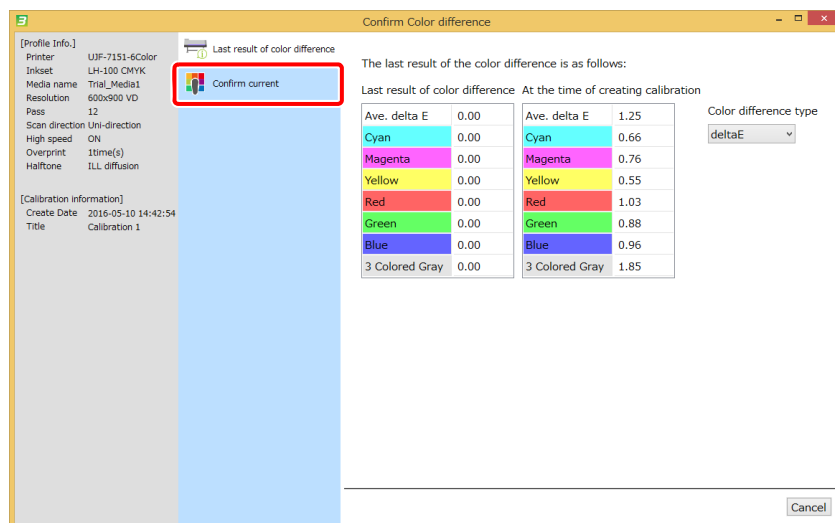 Confirm Color difference
[Profile Info.]
Printer UJF-7151-6Color
Inkset LH-100 CMYK
Media name Trial_Media1
Resolution 600x900 VD
Pass 12
Scan direction Uni-direction
High speed ON
Overprint 1time(s)
Halftone ILL diffusion
[Calibration information]
Create Date 2016-05-10 14:42:54
Title Calibration 1
Last result of color difference
Confirm current
The last result of the color difference is as follows:
Last result of color difference At the time of creating calibration
Ave. delta E 0.00 Ave. delta E 1.25
Cyan 0.00 Cyan 0.66
Magenta 0.00 Magenta 0.76
Yellow 0.00 Yellow 0.55
Red 0.00 Red 1.03
Green 0.00 Green 0.88
Blue 0.00 Blue 0.96
3 Colored Gray 0.00 3 Colored Gray 1.85
Color difference type
deltaE
Cancel